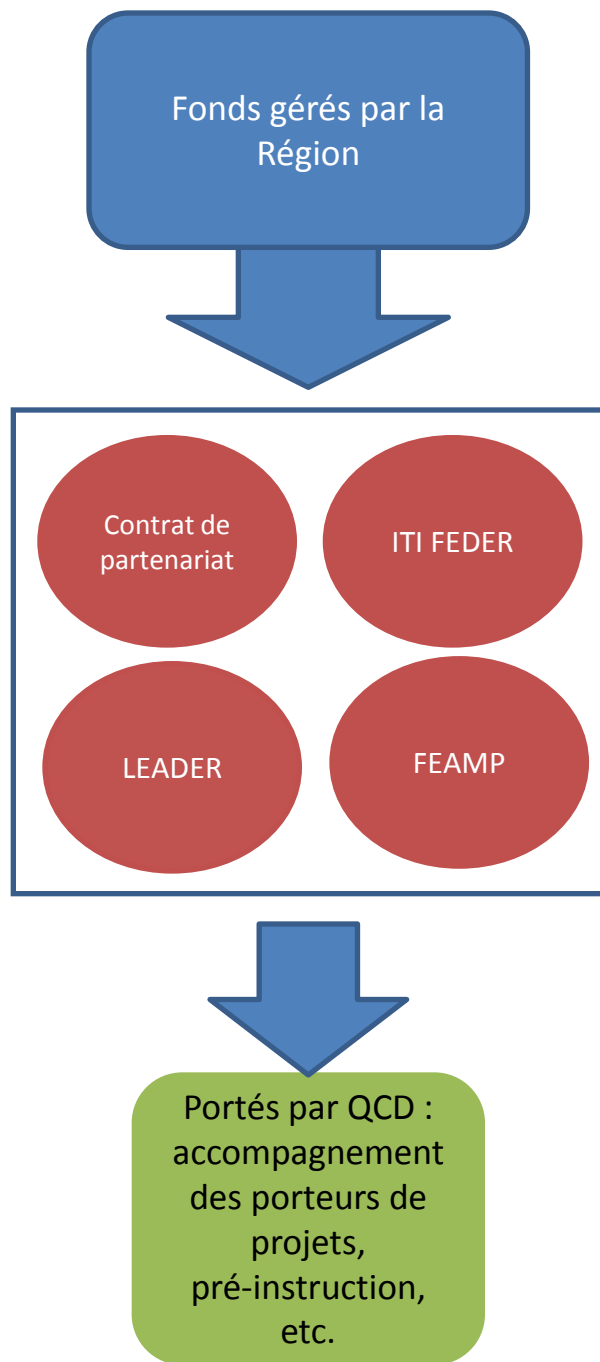 Fonds gérés par la
Région
Contrat de
partenariat
ITI FEDER
LEADER
FEAMP
Portés par QCD :
accompagnement
des porteurs de
projets,
pré-instruction,
etc.